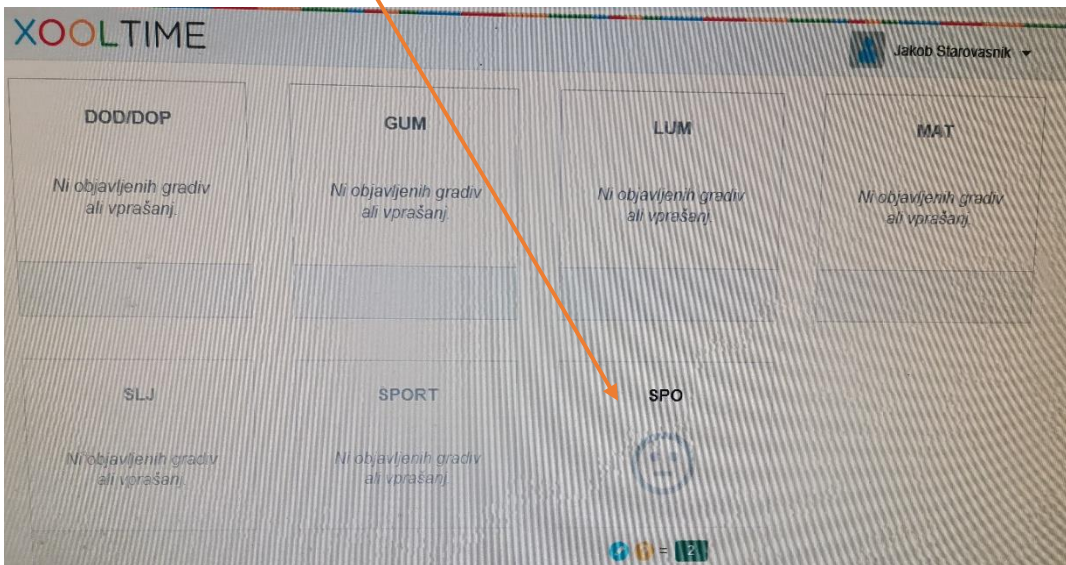 XOOLTIME
Jakob Starovasnik
DOD/DOP
Ni objavljenih gradiv
ali vprašanj.
GUM
Ni objavljenih gradiv
ali vprašanj.
LUM
Ni objavljenih gradiv
ali vprašanj.
MAT
Ni objavljenih gradiv
ali vprašanj.
SLJ
Ni objavljenih gradiv
ali vprašanj.
SPORT
Ni objavljenih gradiv
ali vprašanj.
SPO
= 2